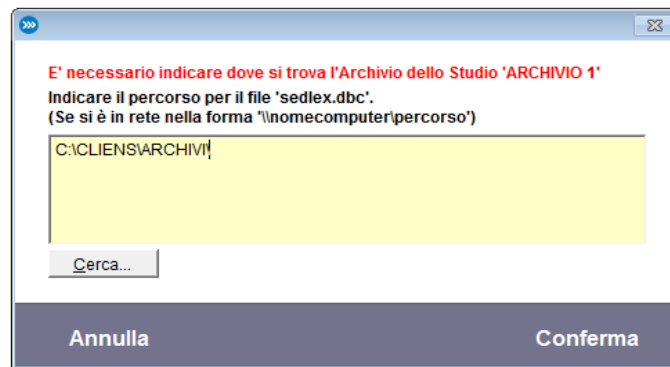 E' necessario indicare dove si trova l'Archivio dello Studio 'ARCHIVIO 1'
Indicare il percorso per il file 'sedlex.dbc'.
(Se si è in rete nella forma '\\nomecomputer\percorso')
C:\CLIENS\ARCHIVI\
Cerca...
Annulla
Conferma